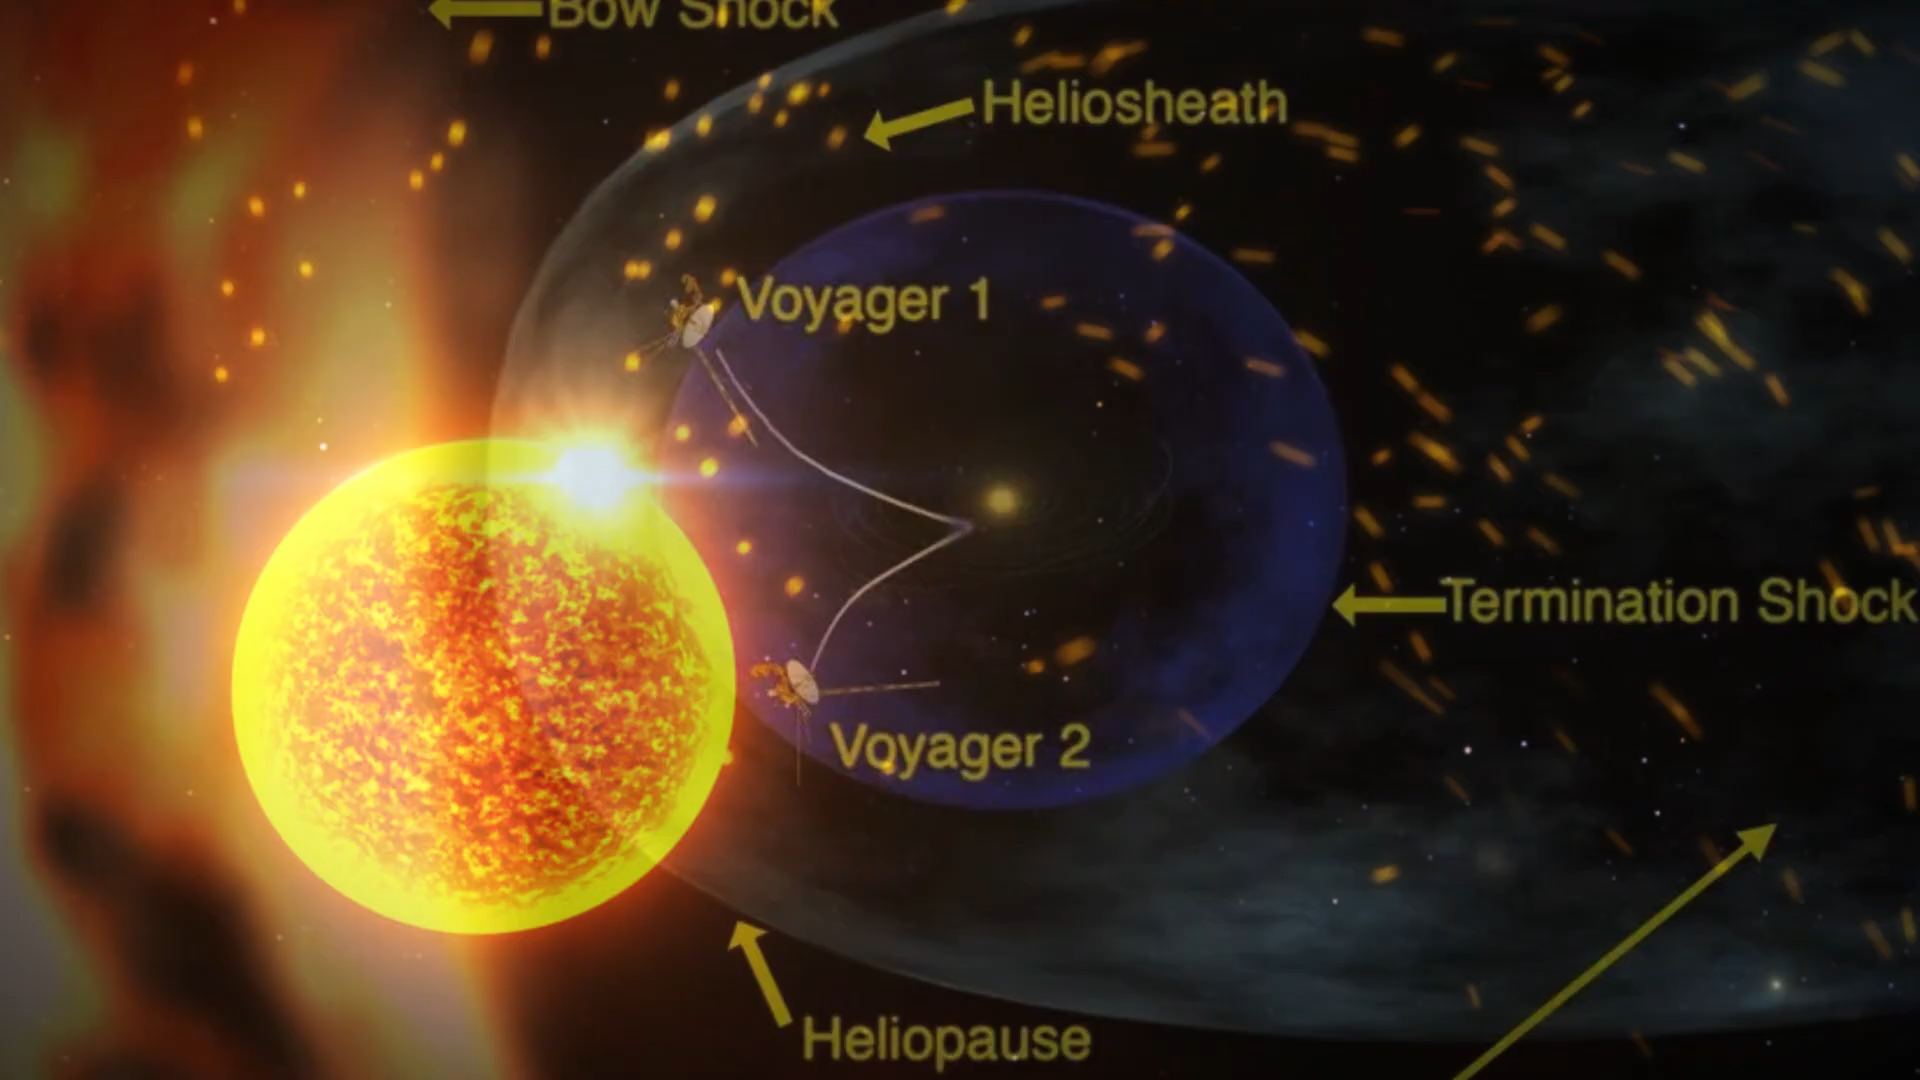 Bow Shock
Heliosheath
Voyager 1
Termination Shock
Voyager 2
Heliopause